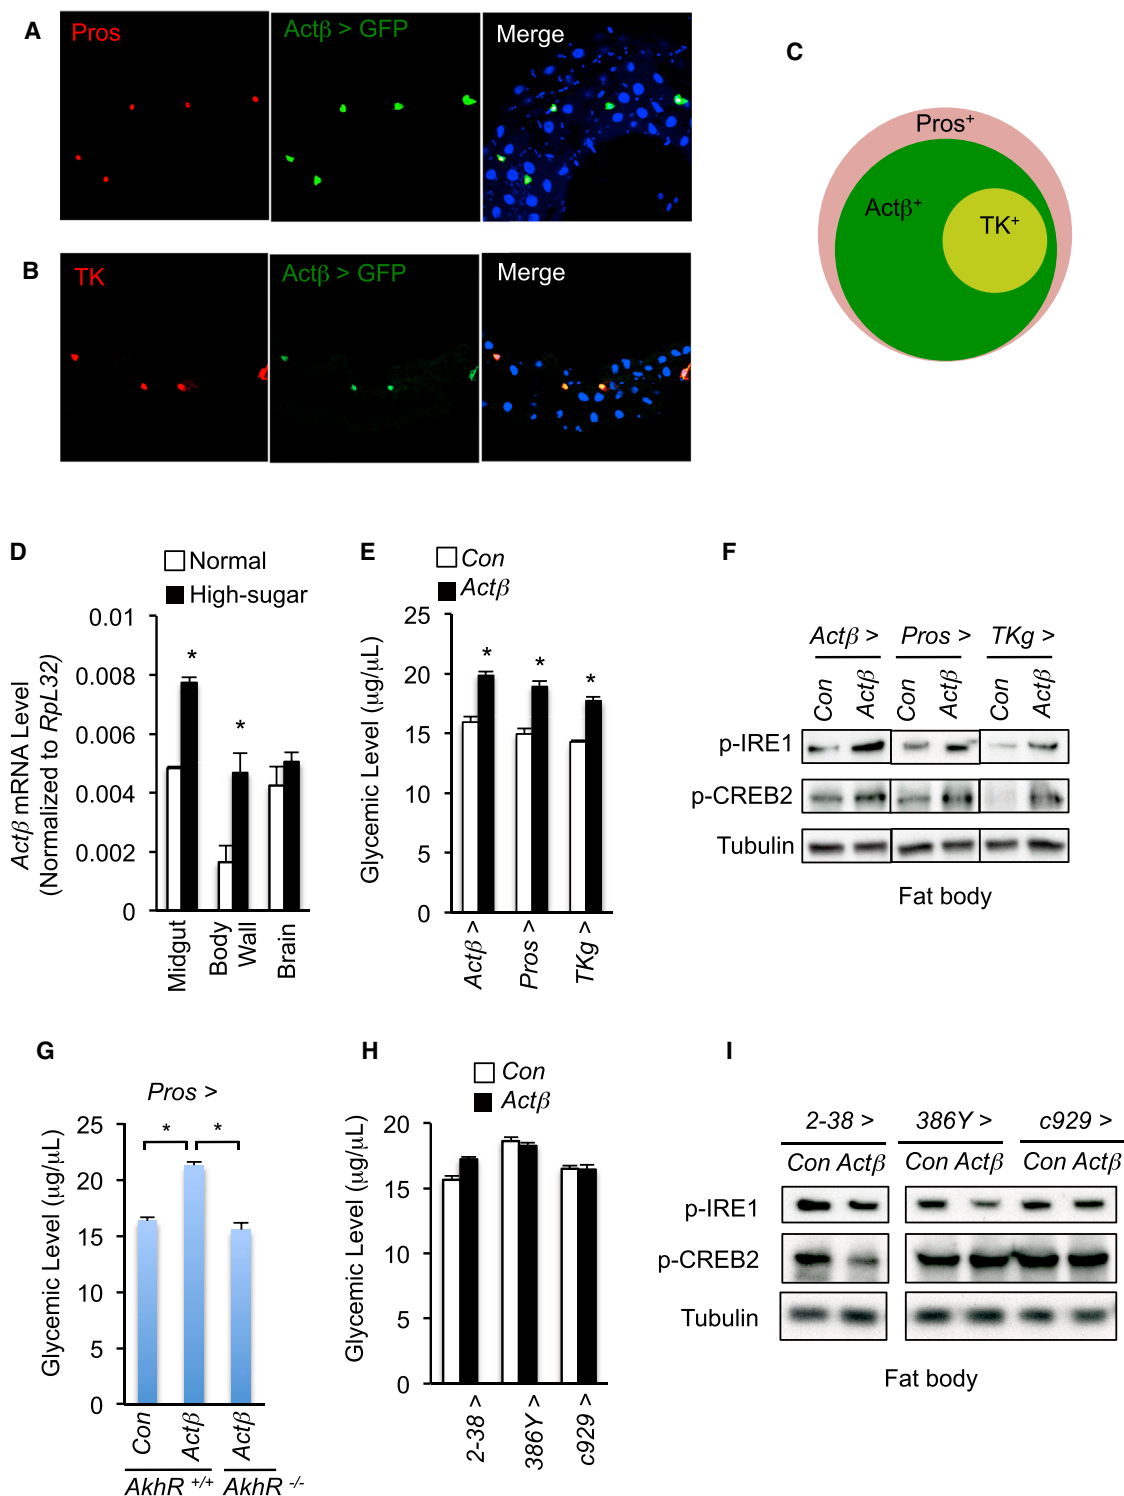 A
Pros
Actβ > GFP
Merge
B
TK
Actβ > GFP
Merge
C
Pros+
Actβ+
TK+
D
Normal
High-sugar
Actβ mRNA Level
(Normalized to RpL32)
0.01
0.008
0.006
0.004
0.002
0
*
*
Midgut
Body
Wall
Brain
E
Con
Actβ
Glycemic Level (µg/µL)
25
20
15
10
5
0
*
*
*
Actβ >
Pros >
TKg >
F
Actβ >
Pros >
TKg >
Con
Actβ
Con
Actβ
Con
Actβ
p-IRE1
p-CREB2
Tubulin
Fat body
G
Pros >
Glycemic Level (µg/µL)
25
20
15
10
5
0
*
*
Con
Actβ
Actβ
AkhR +/+
AkhR -/-
H
Con
Actβ
Glycemic Level (µg/µL)
20
15
10
5
0
2-38 >
386Y >
c929 >
I
2-38 >
386Y >
c929 >
Con Actβ
Con Actβ
Con Actβ
p-IRE1
p-CREB2
Tubulin
Fat body